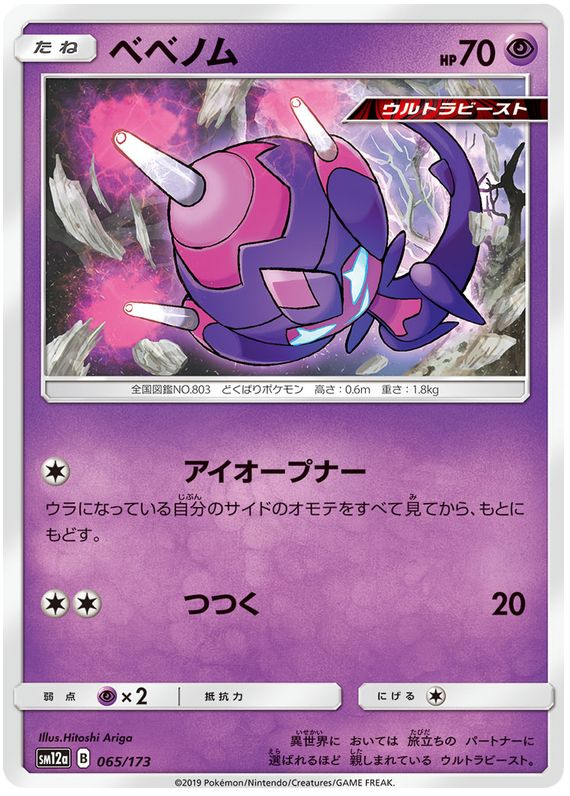 たね ベベノム HP70
ウルトラビースト
全国図鑑NO.803 どくばりポケモン 高さ：0.6m 重さ：1.8kg
アイオープナー
ウラになっている自分のサイドのオモテをすべて見てから、もとに
もどす。
つつく 20
弱点 ×2 抵抗力 にげる
Illus.Hitoshi Ariga
sm12a B 065/173
異世界に おいては 旅立ちの パートナーに
選ばれるほど 親しまれている ウルトラビースト。
©2019 Pokémon/Nintendo/Creatures/GAME FREAK.